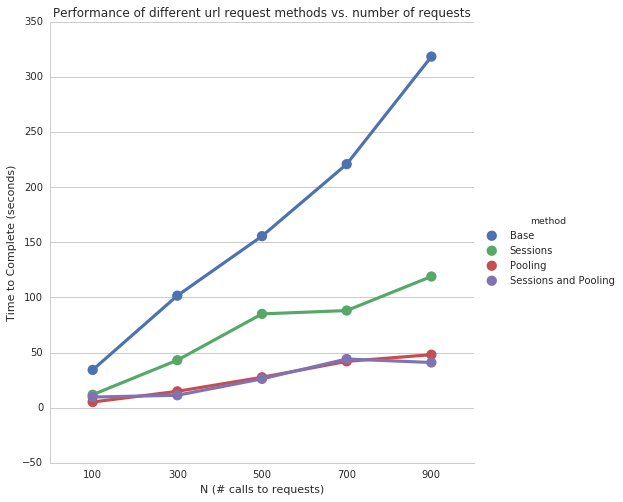 Performance of different url request methods vs. number of requests
350
300
250
200
150
100
50
0
−50
Time to Complete (seconds)
100 300 500 700 900
N (# calls to requests)
method
Base
Sessions
Pooling
Sessions and Pooling